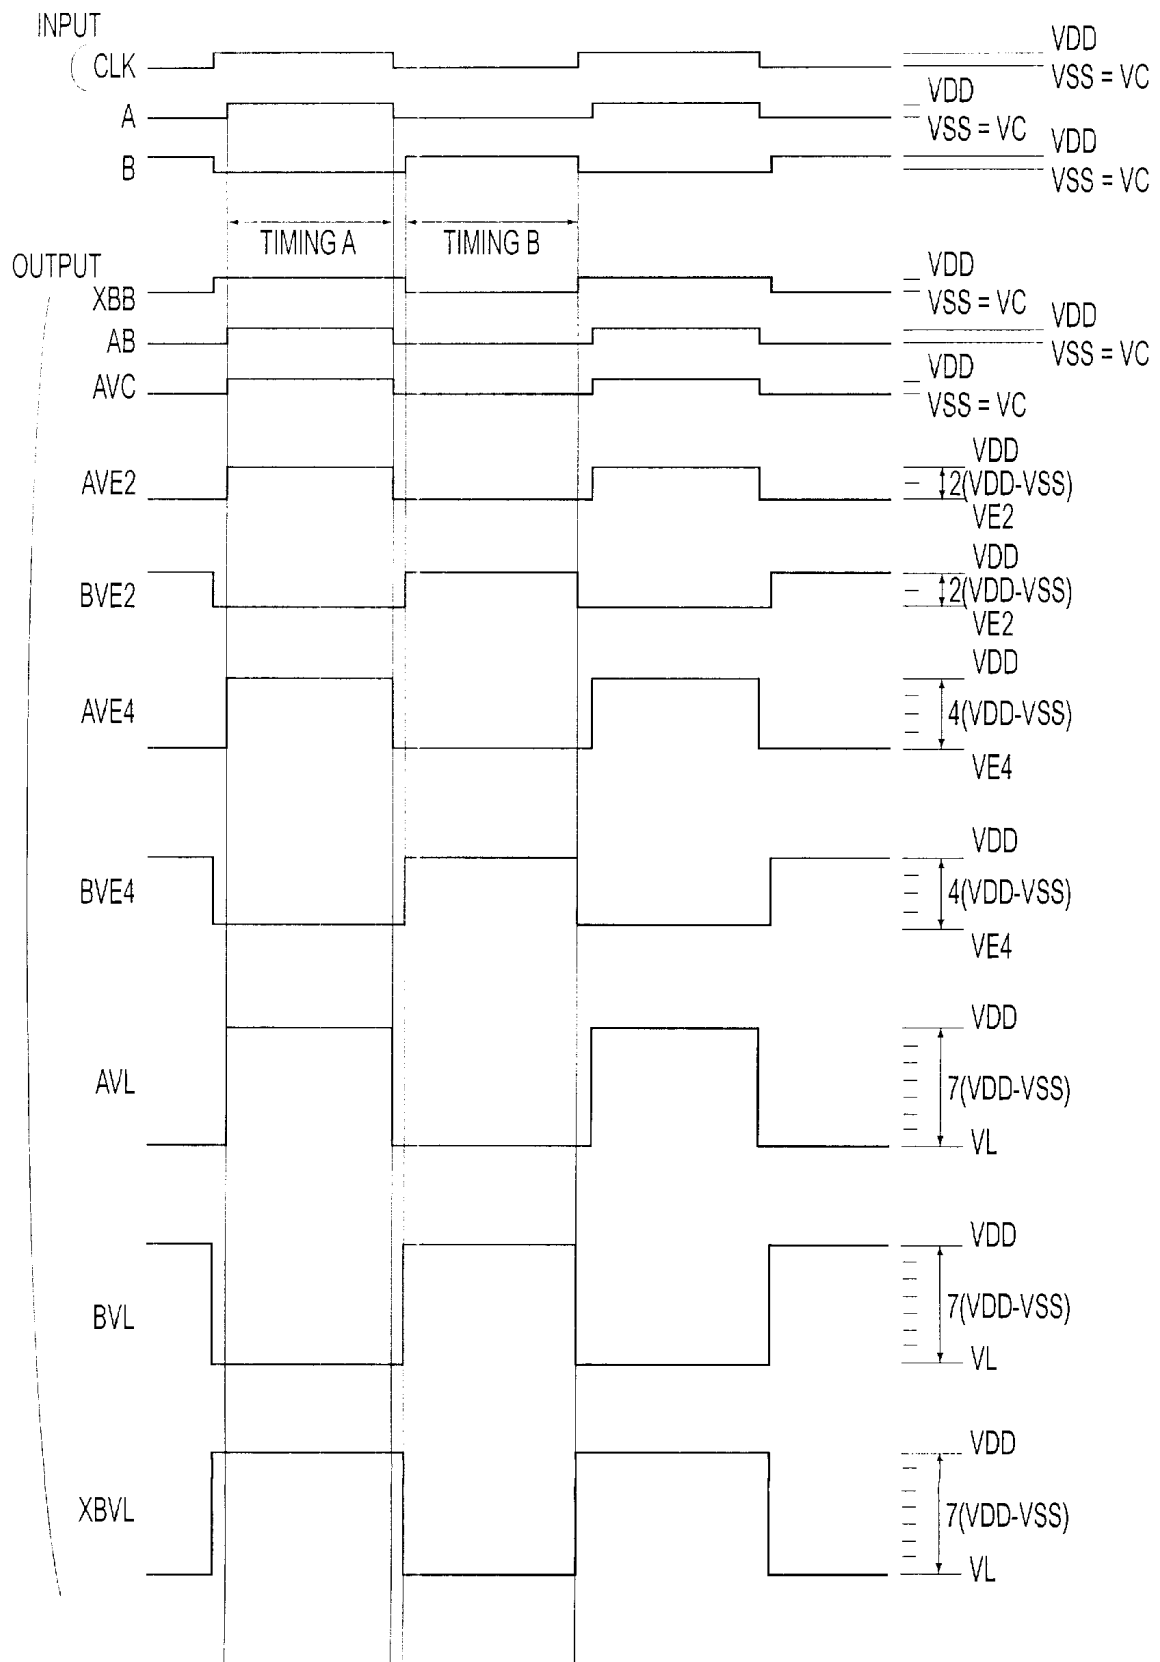 INPUT
CLK
VDD
VSS = VC
A
VDD
VSS = VC
B
VDD
VSS = VC
TIMING A
TIMING B
OUTPUT
XBB
VDD
VSS = VC
AB
VDD
VSS = VC
AVC
VDD
VSS = VC
AVE2
VDD
2(VDD-VSS)
VE2
BVE2
VDD
2(VDD-VSS)
VE2
AVE4
VDD
4(VDD-VSS)
VE4
BVE4
VDD
4(VDD-VSS)
VE4
AVL
VDD
7(VDD-VSS)
VL
BVL
VDD
7(VDD-VSS)
VL
XBVL
VDD
7(VDD-VSS)
VL